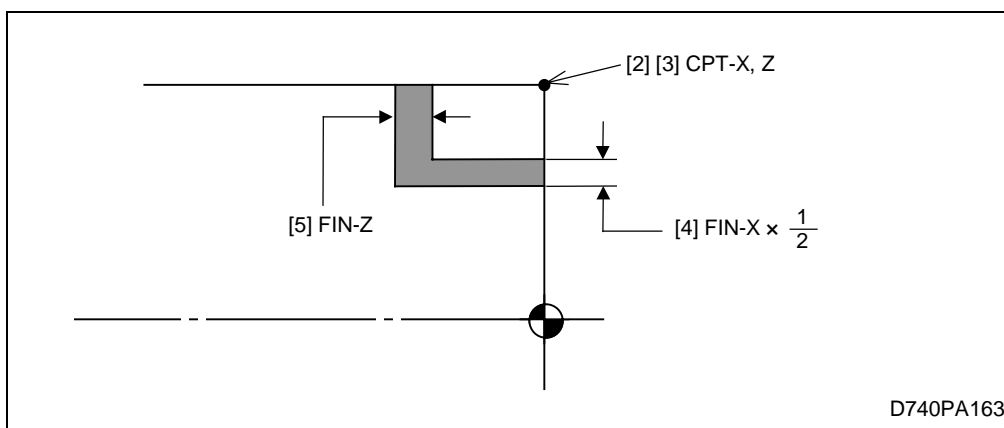 [2] [3] CPT-X, Z
[5] FIN-Z
[4] FIN-X × 1/2
D740PA163